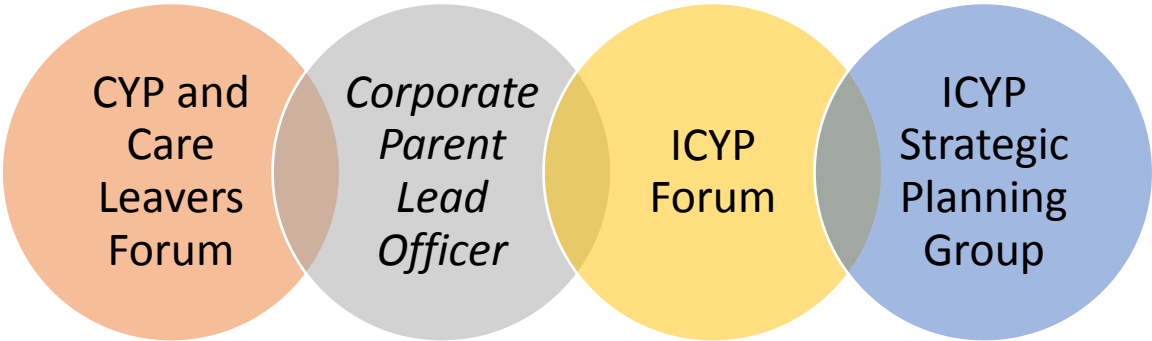 CYP and
Care
Leavers
Forum
Corporate
Parent
Lead
Officer
ICYP
Forum
ICYP
Strategic
Planning
Group